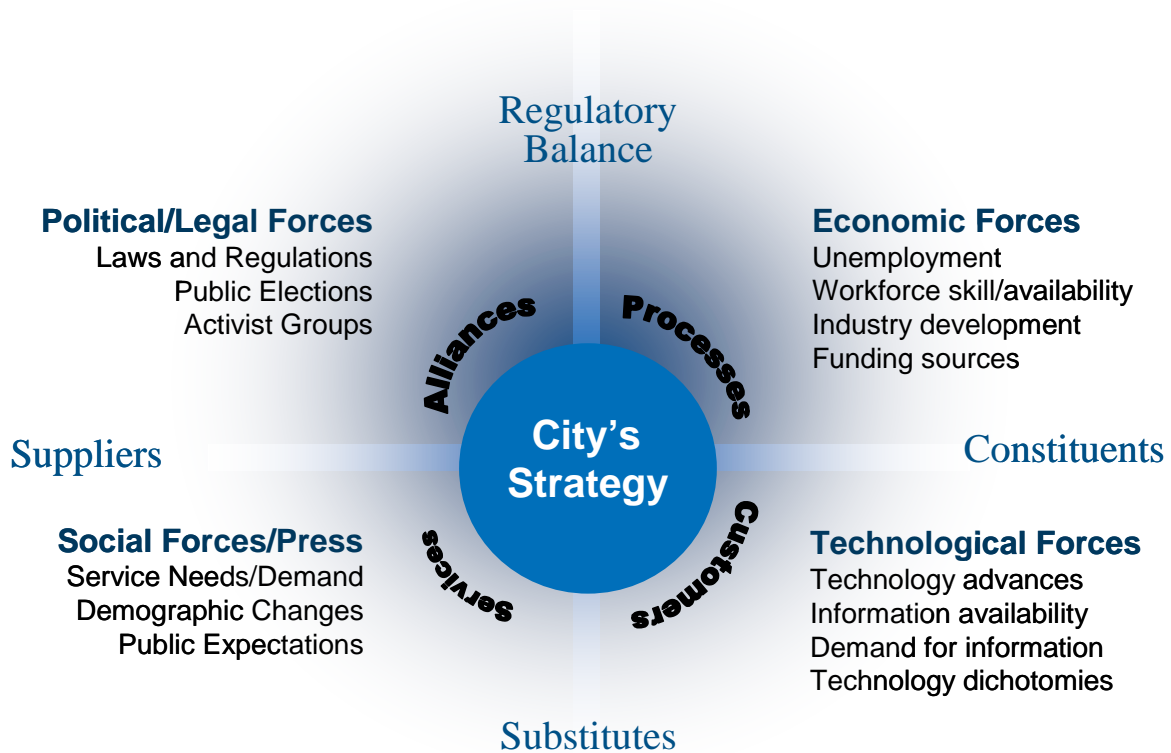 Regulatory
Balance
Political/Legal Forces
Laws and Regulations
Public Elections
Activist Groups
Economic Forces
Unemployment
Workforce skill/availability
Industry development
Funding sources
Alliances
Processes
City's
Strategy
Suppliers
Constituents
Social Forces/Press
Service Needs/Demand
Demographic Changes
Public Expectations
Services
Customers
Technological Forces
Technology advances
Information availability
Demand for information
Technology dichotomies
Substitutes